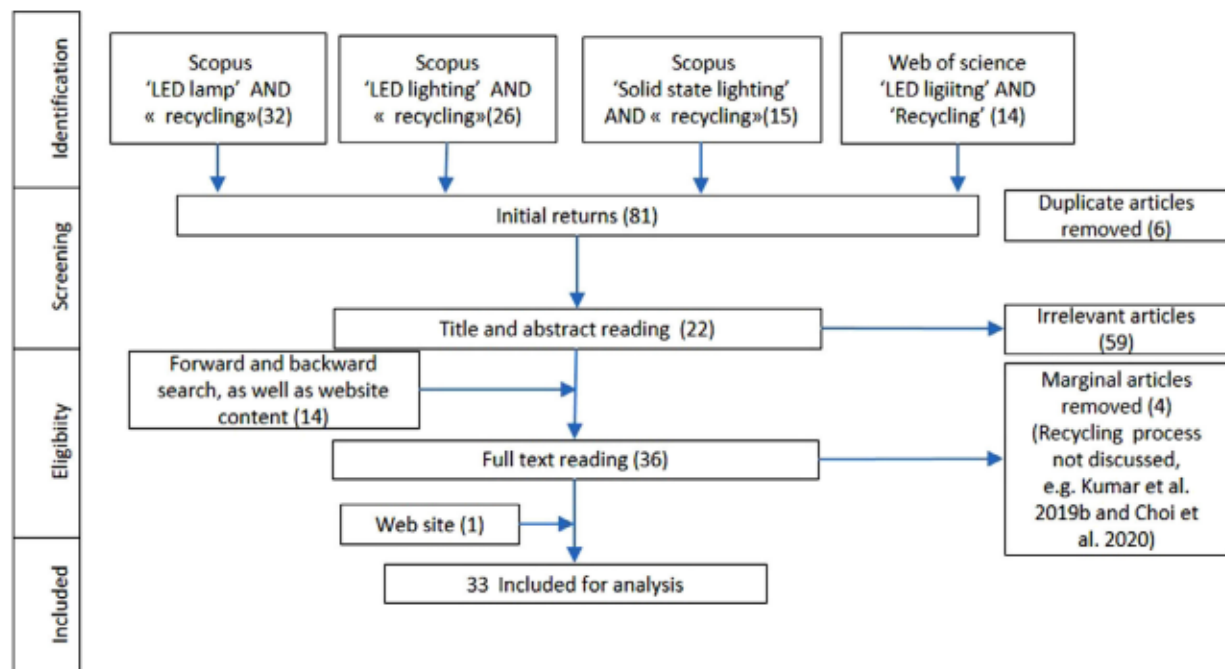 Identification
Scopus
‘LED lamp’ AND
« recycling»(32)
Scopus
‘LED lighting’ AND
« recycling»(26)
Scopus
‘Solid state lighting’
AND « recycling»(15)
Web of science
‘LED ligiitng’ AND
‘Recycling’ (14)
Screening
Initial returns (81)
Duplicate articles
removed (6)
Title and abstract reading (22)
Irrelevant articles
(59)
Eligibiity
Forward and backward
search, as well as website
content (14)
Marginal articles
removed (4)
(Recycling process
not discussed,
e.g. Kumar et al.
2019b and Choi et
al. 2020)
Full text reading (36)
Web site (1)
Included
33 Included for analysis